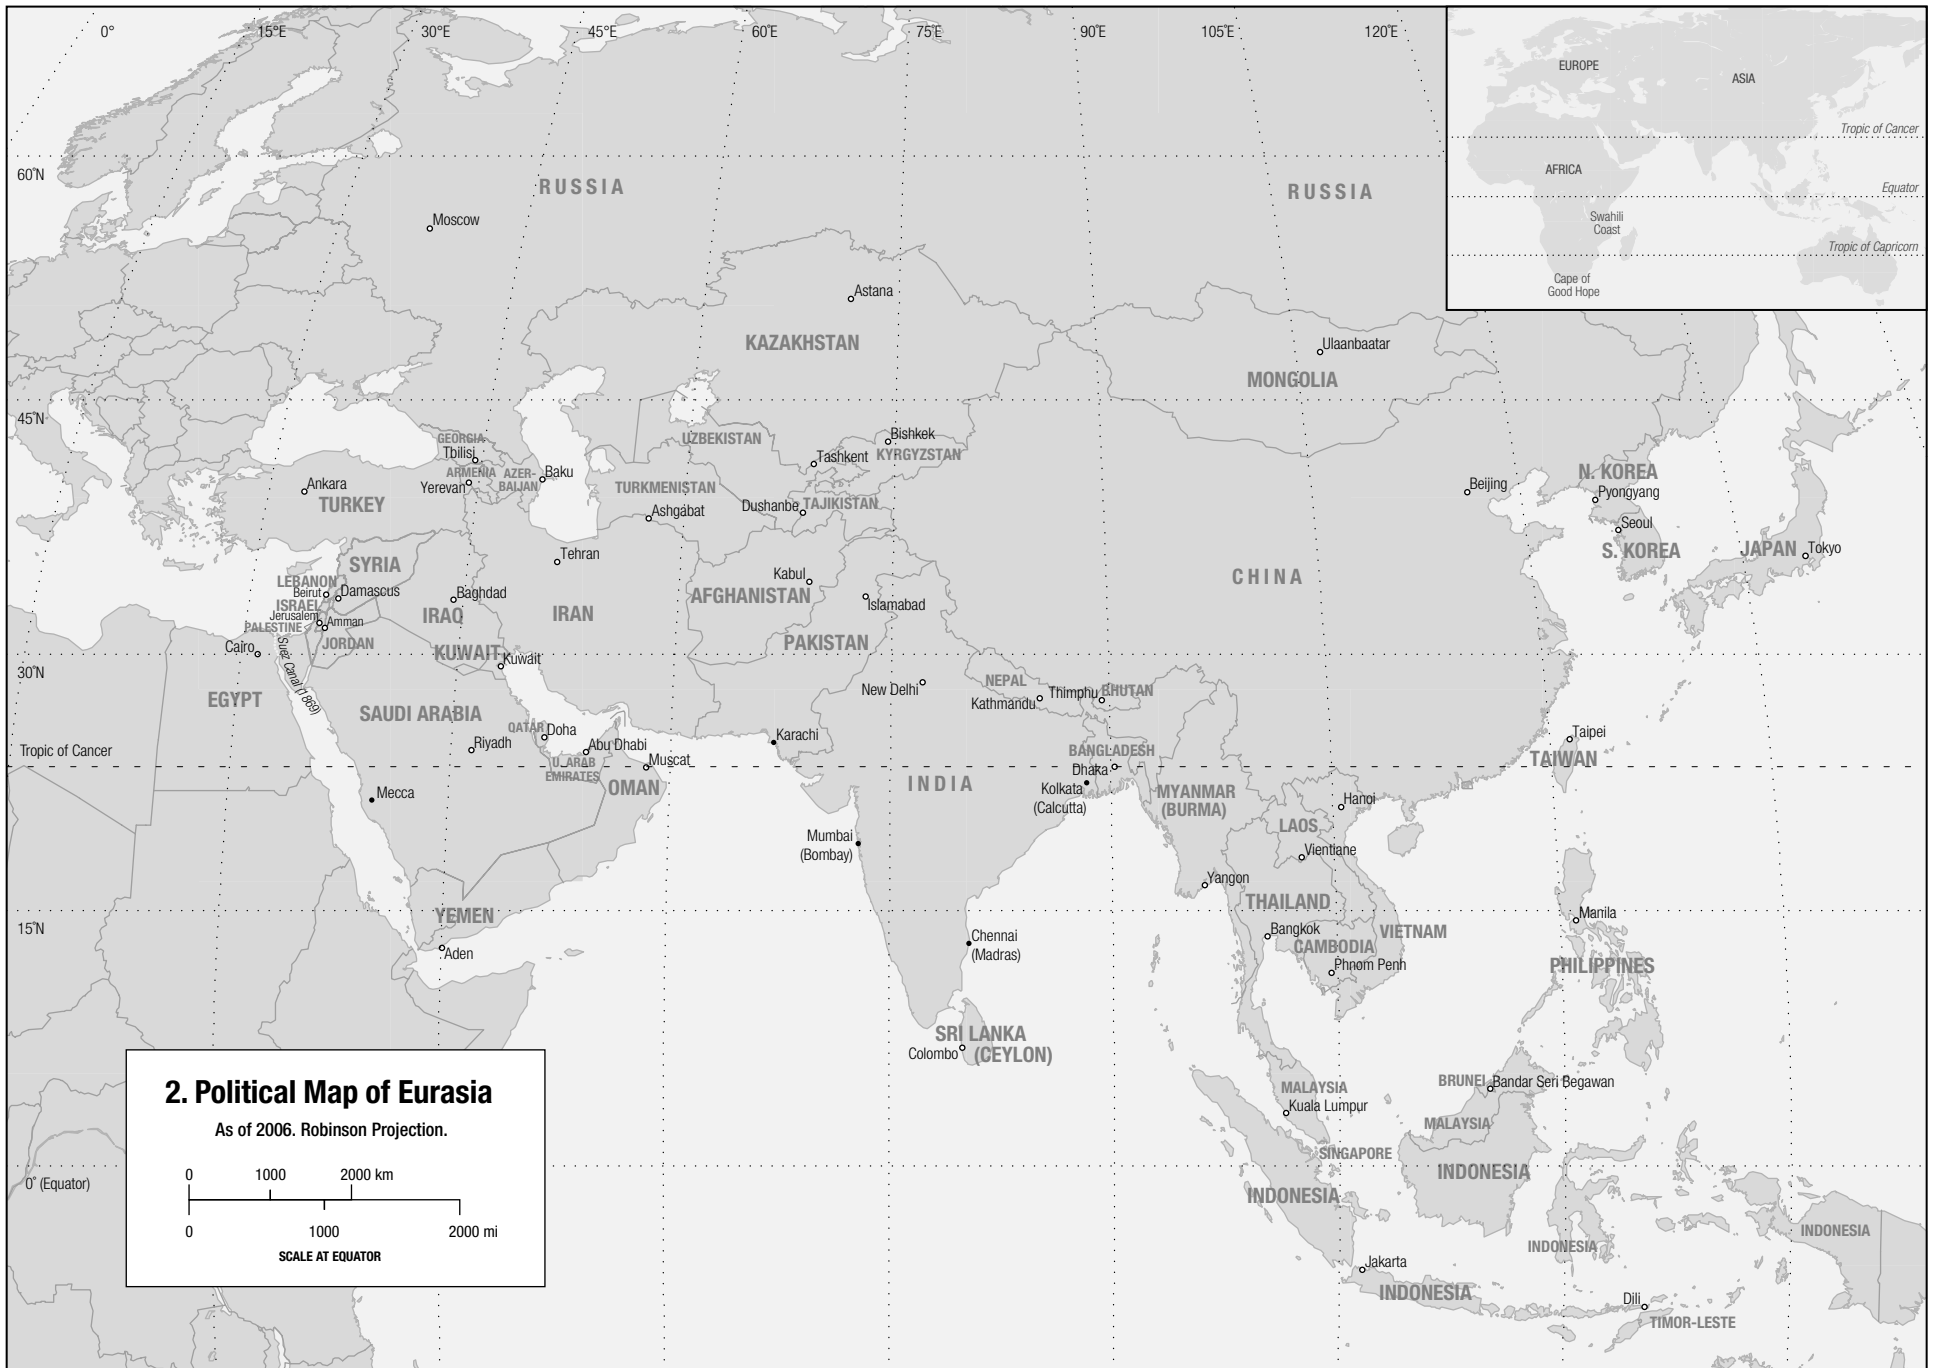 0°
15°E
30°E
45°E
60°E
75°E
90°E
105°E
120°E
EUROPE
ASIA
Tropic of Cancer
AFRICA
Equator
Swahili
Coast
Tropic of Capricorn
Cape of
Good Hope
60°N
RUSSIA
RUSSIA
Moscow
Astana
KAZAKHSTAN
Ulaanbaatar
MONGOLIA
45°N
GEORGIA
Tbilisi
ARMENIA
Yerevan
AZER-
BAIJAN
Baku
UZBEKISTAN
Bishkek
KYRGYZSTAN
Tashkent
Ankara
TURKEY
TURKMENISTAN
Ashgabat
Dushanbe
TAJIKISTAN
Beijing
N. KOREA
Pyongyang
Seoul
S. KOREA
JAPAN
Tokyo
SYRIA
Tehran
LEBANON
Beirut
Damascus
ISRAEL
Jerusalem
Amman
PALESTINE
JORDAN
Baghdad
IRAQ
IRAN
Kabul
AFGHANISTAN
Islamabad
PAKISTAN
CHINA
Cairo
Suez Canal (1869)
KUWAIT
Kuwait
30°N
EGYPT
SAUDI ARABIA
New Delhi
NEPAL
Kathmandu
Thimphu
BHUTAN
QATAR
Doha
Riyadh
Abu Dhabi
U. ARAB
EMIRATES
Muscat
OMAN
Karachi
Taipei
TAIWAN
Tropic of Cancer
Mecca
INDIA
BANGLADESH
Dhaka
Kolkata
(Calcutta)
MYANMAR
(BURMA)
Hanoi
LAOS
Vientiane
Mumbai
(Bombay)
Yangon
THAILAND
15°N
YEMEN
Aden
Chennai
(Madras)
Bangkok
CAMBODIA
Phnom Penh
VIETNAM
Manila
PHILIPPINES
SRI LANKA
(CEYLON)
Colombo
MALAYSIA
Kuala Lumpur
BRUNEI
Bandar Seri Begawan
MALAYSIA
SINGAPORE
INDONESIA
INDONESIA
INDONESIA
INDONESIA
Jakarta
INDONESIA
Dili
TIMOR-LESTE
0° (Equator)
2. Political Map of Eurasia
As of 2006. Robinson Projection.
0 1000 2000 km
0 1000 2000 mi
SCALE AT EQUATOR